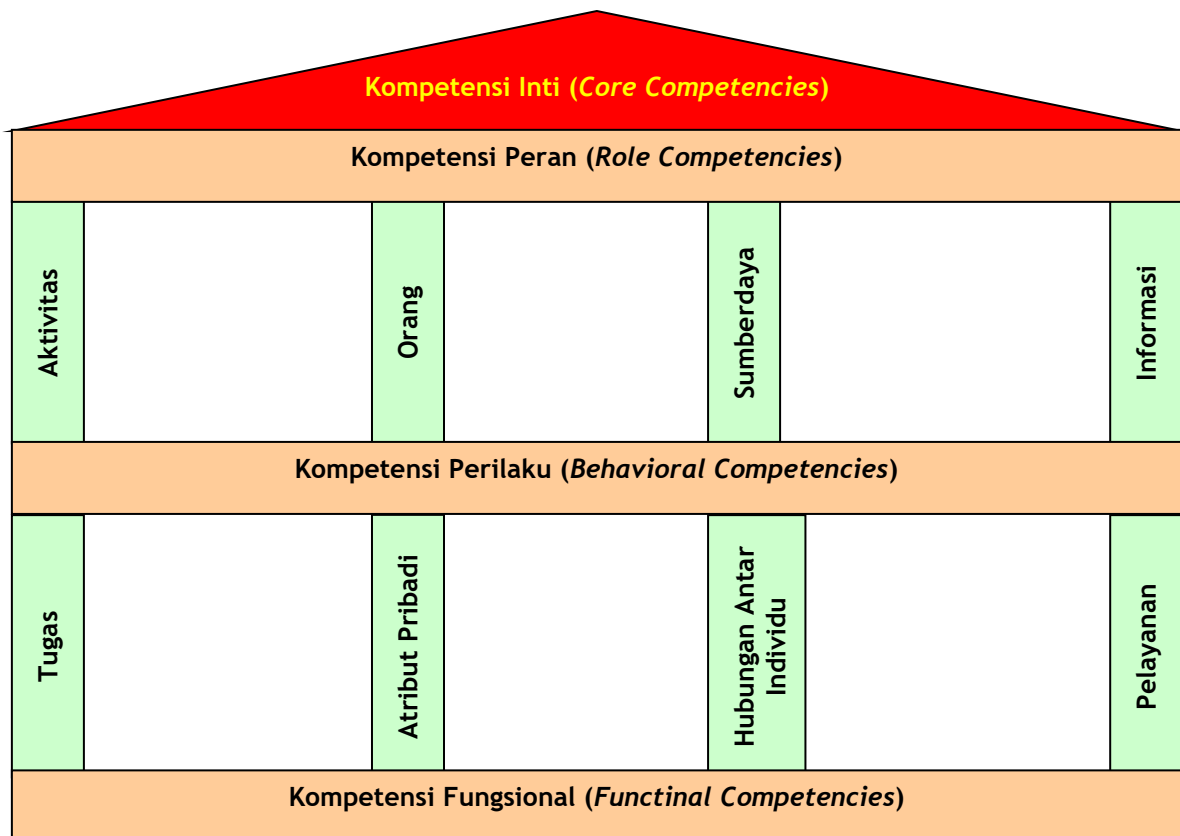 Kompetensi Inti (Core Competencies)
Kompetensi Peran (Role Competencies)
Aktivitas
Orang
Sumberdaya
Informasi
Kompetensi Perilaku (Behavioral Competencies)
Tugas
Atribut Pribadi
Hubungan Antar
Individu
Pelayanan
Kompetensi Fungsional (Functinal Competencies)